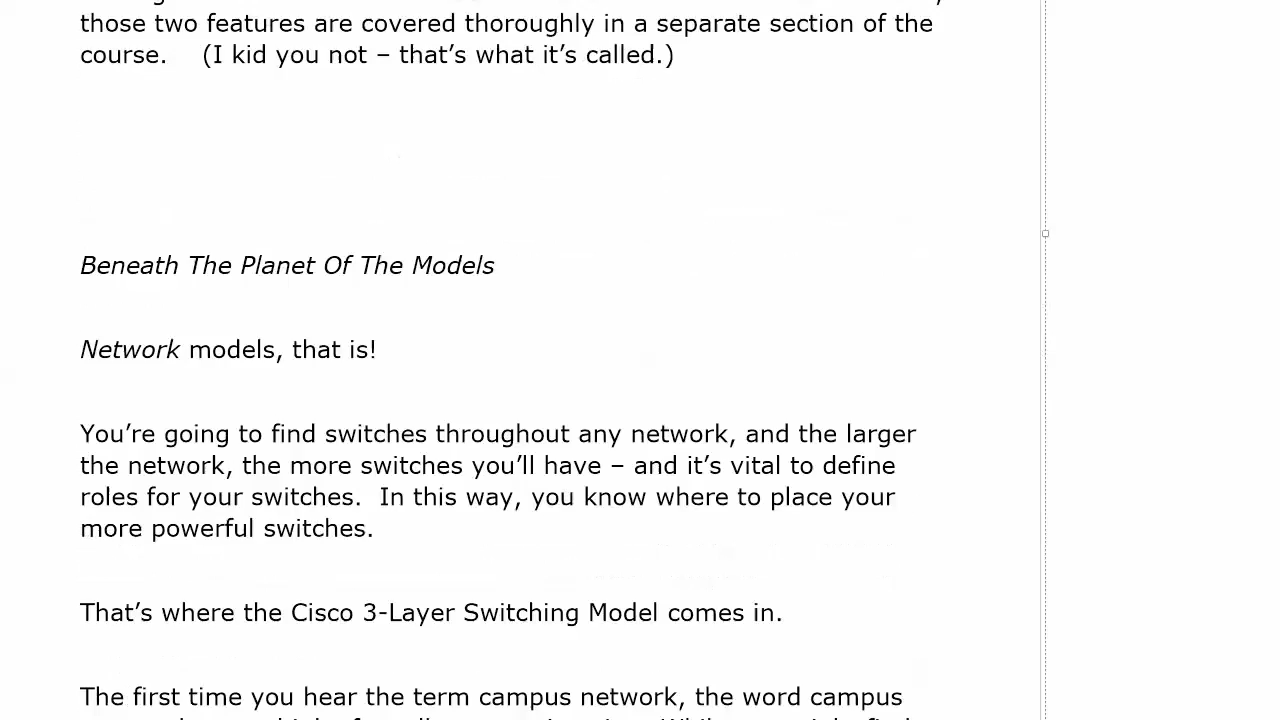 those two features are covered thoroughly in a separate section of the
course.    (I kid you not – that’s what it’s called.)
Beneath The Planet Of The Models
Network models, that is!
You’re going to find switches throughout any network, and the larger
the network, the more switches you’ll have – and it’s vital to define
roles for your switches.  In this way, you know where to place your
more powerful switches.
That’s where the Cisco 3-Layer Switching Model comes in.
The first time you hear the term campus network, the word campus